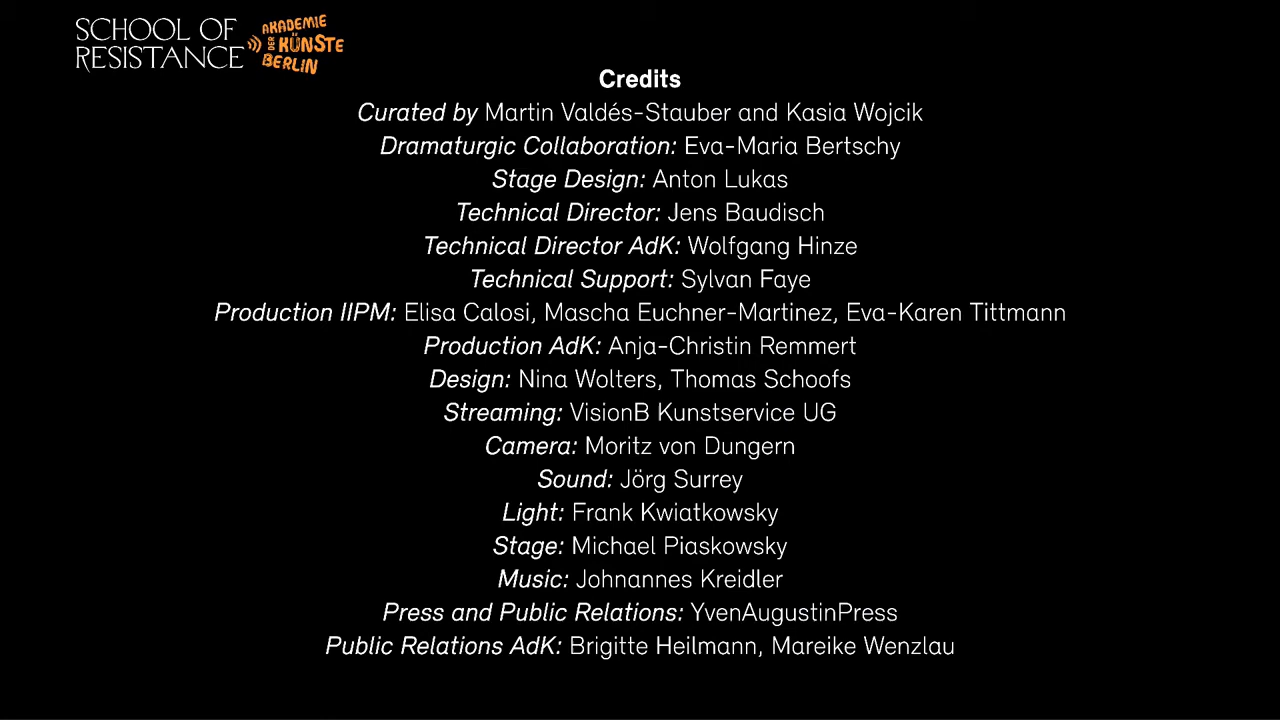 SCHOOL OF
RESISTANCE
AKADEMIE
DER KÜNSTE
BERLIN
Credits
Curated by Martin Valdés-Stauber and Kasia Wojcik
Dramaturgic Collaboration: Eva-Maria Bertschy
Stage Design: Anton Lukas
Technical Director: Jens Baudisch
Technical Director AdK: Wolfgang Hinze
Technical Support: Sylvan Faye
Production IIPM: Elisa Calosi, Mascha Euchner-Martinez, Eva-Karen Tittmann
Production AdK: Anja-Christin Remmert
Design: Nina Wolters, Thomas Schoofs
Streaming: VisionB Kunstservice UG
Camera: Moritz von Dungern
Sound: Jörg Surrey
Light: Frank Kwiatkowsky
Stage: Michael Piaskowsky
Music: Johnannes Kreidler
Press and Public Relations: YvenAugustinPress
Public Relations AdK: Brigitte Heilmann, Mareike Wenzlau